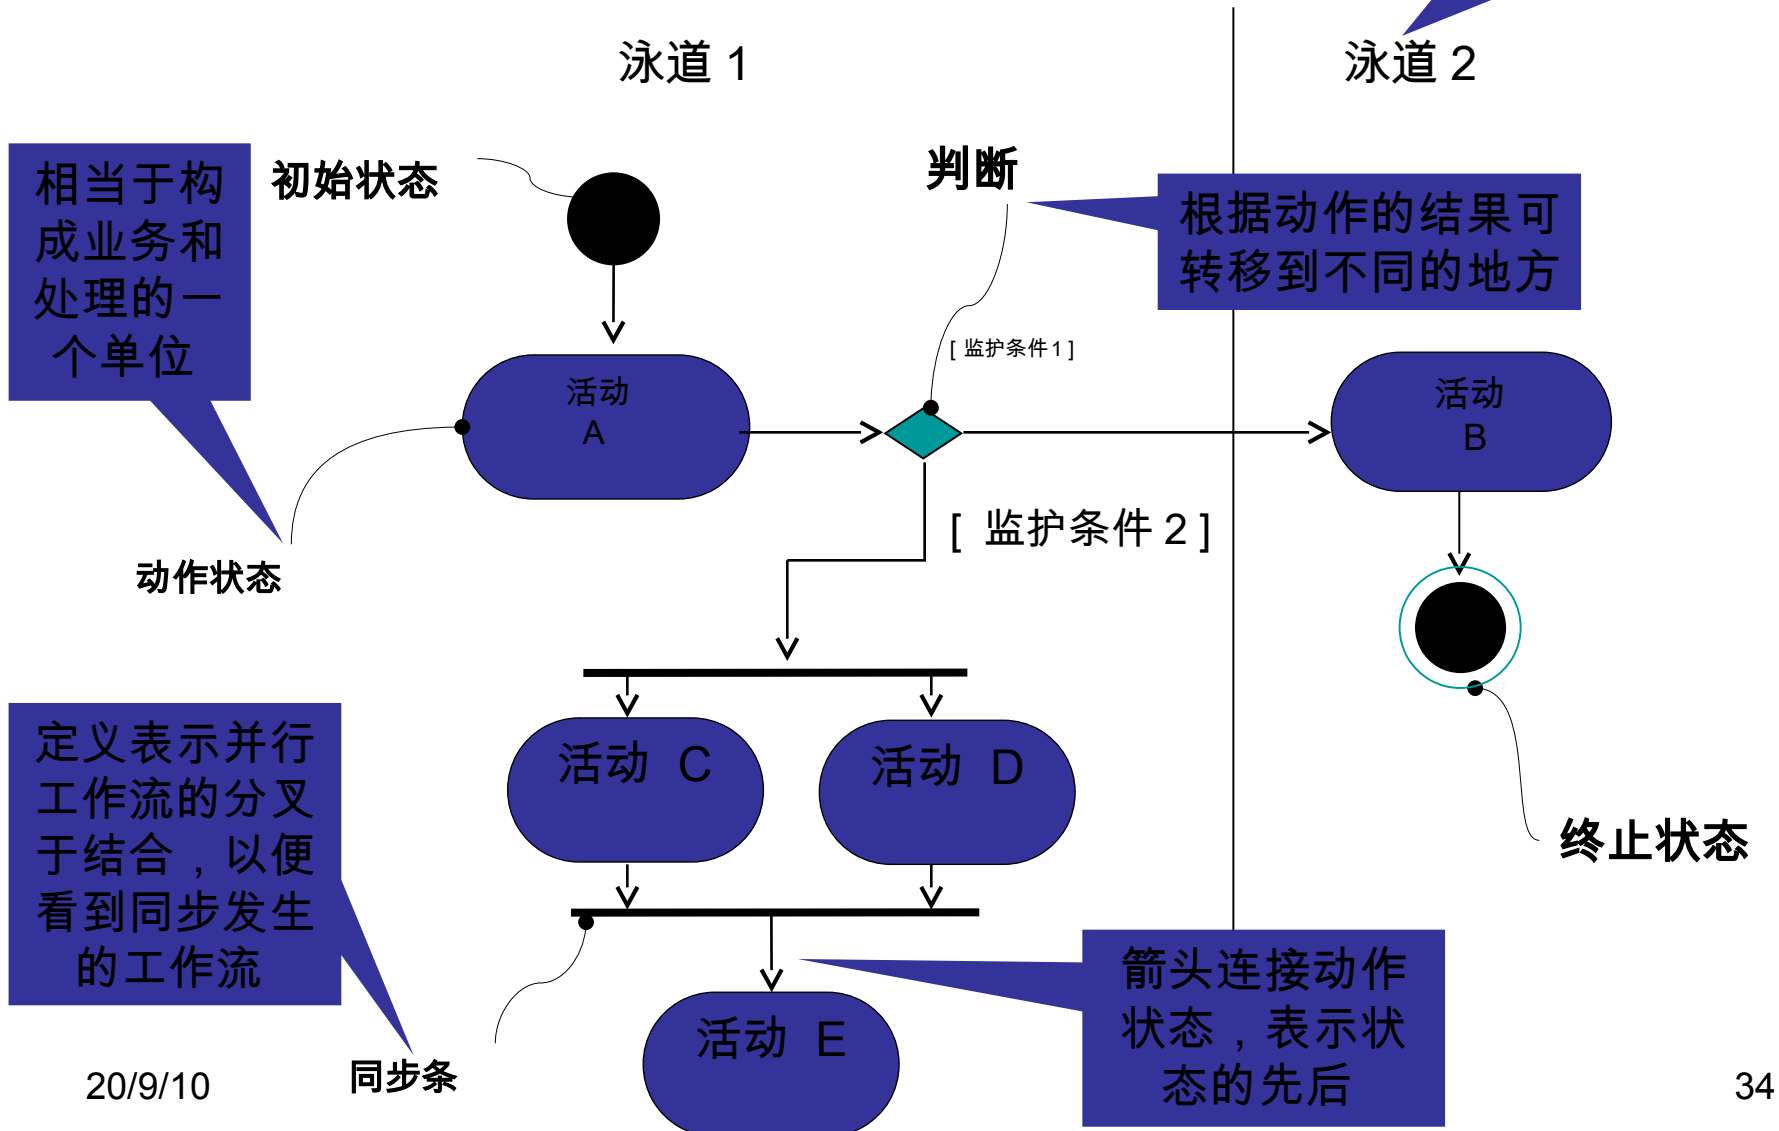 泳道 1
泳道 2
相当于构
成业务和
处理的一
个单位
初始状态
判断
根据动作的结果可
转移到不同的地方
[ 监护条件 1 ]
活动
A
活动
B
[ 监护条件 2 ]
动作状态
定义表示并行
工作流的分叉
于结合，以便
看到同步发生
的工作流
活动 C
活动 D
终止状态
箭头连接动作
状态，表示状
态的先后
活动 E
同步条
20/9/10
34